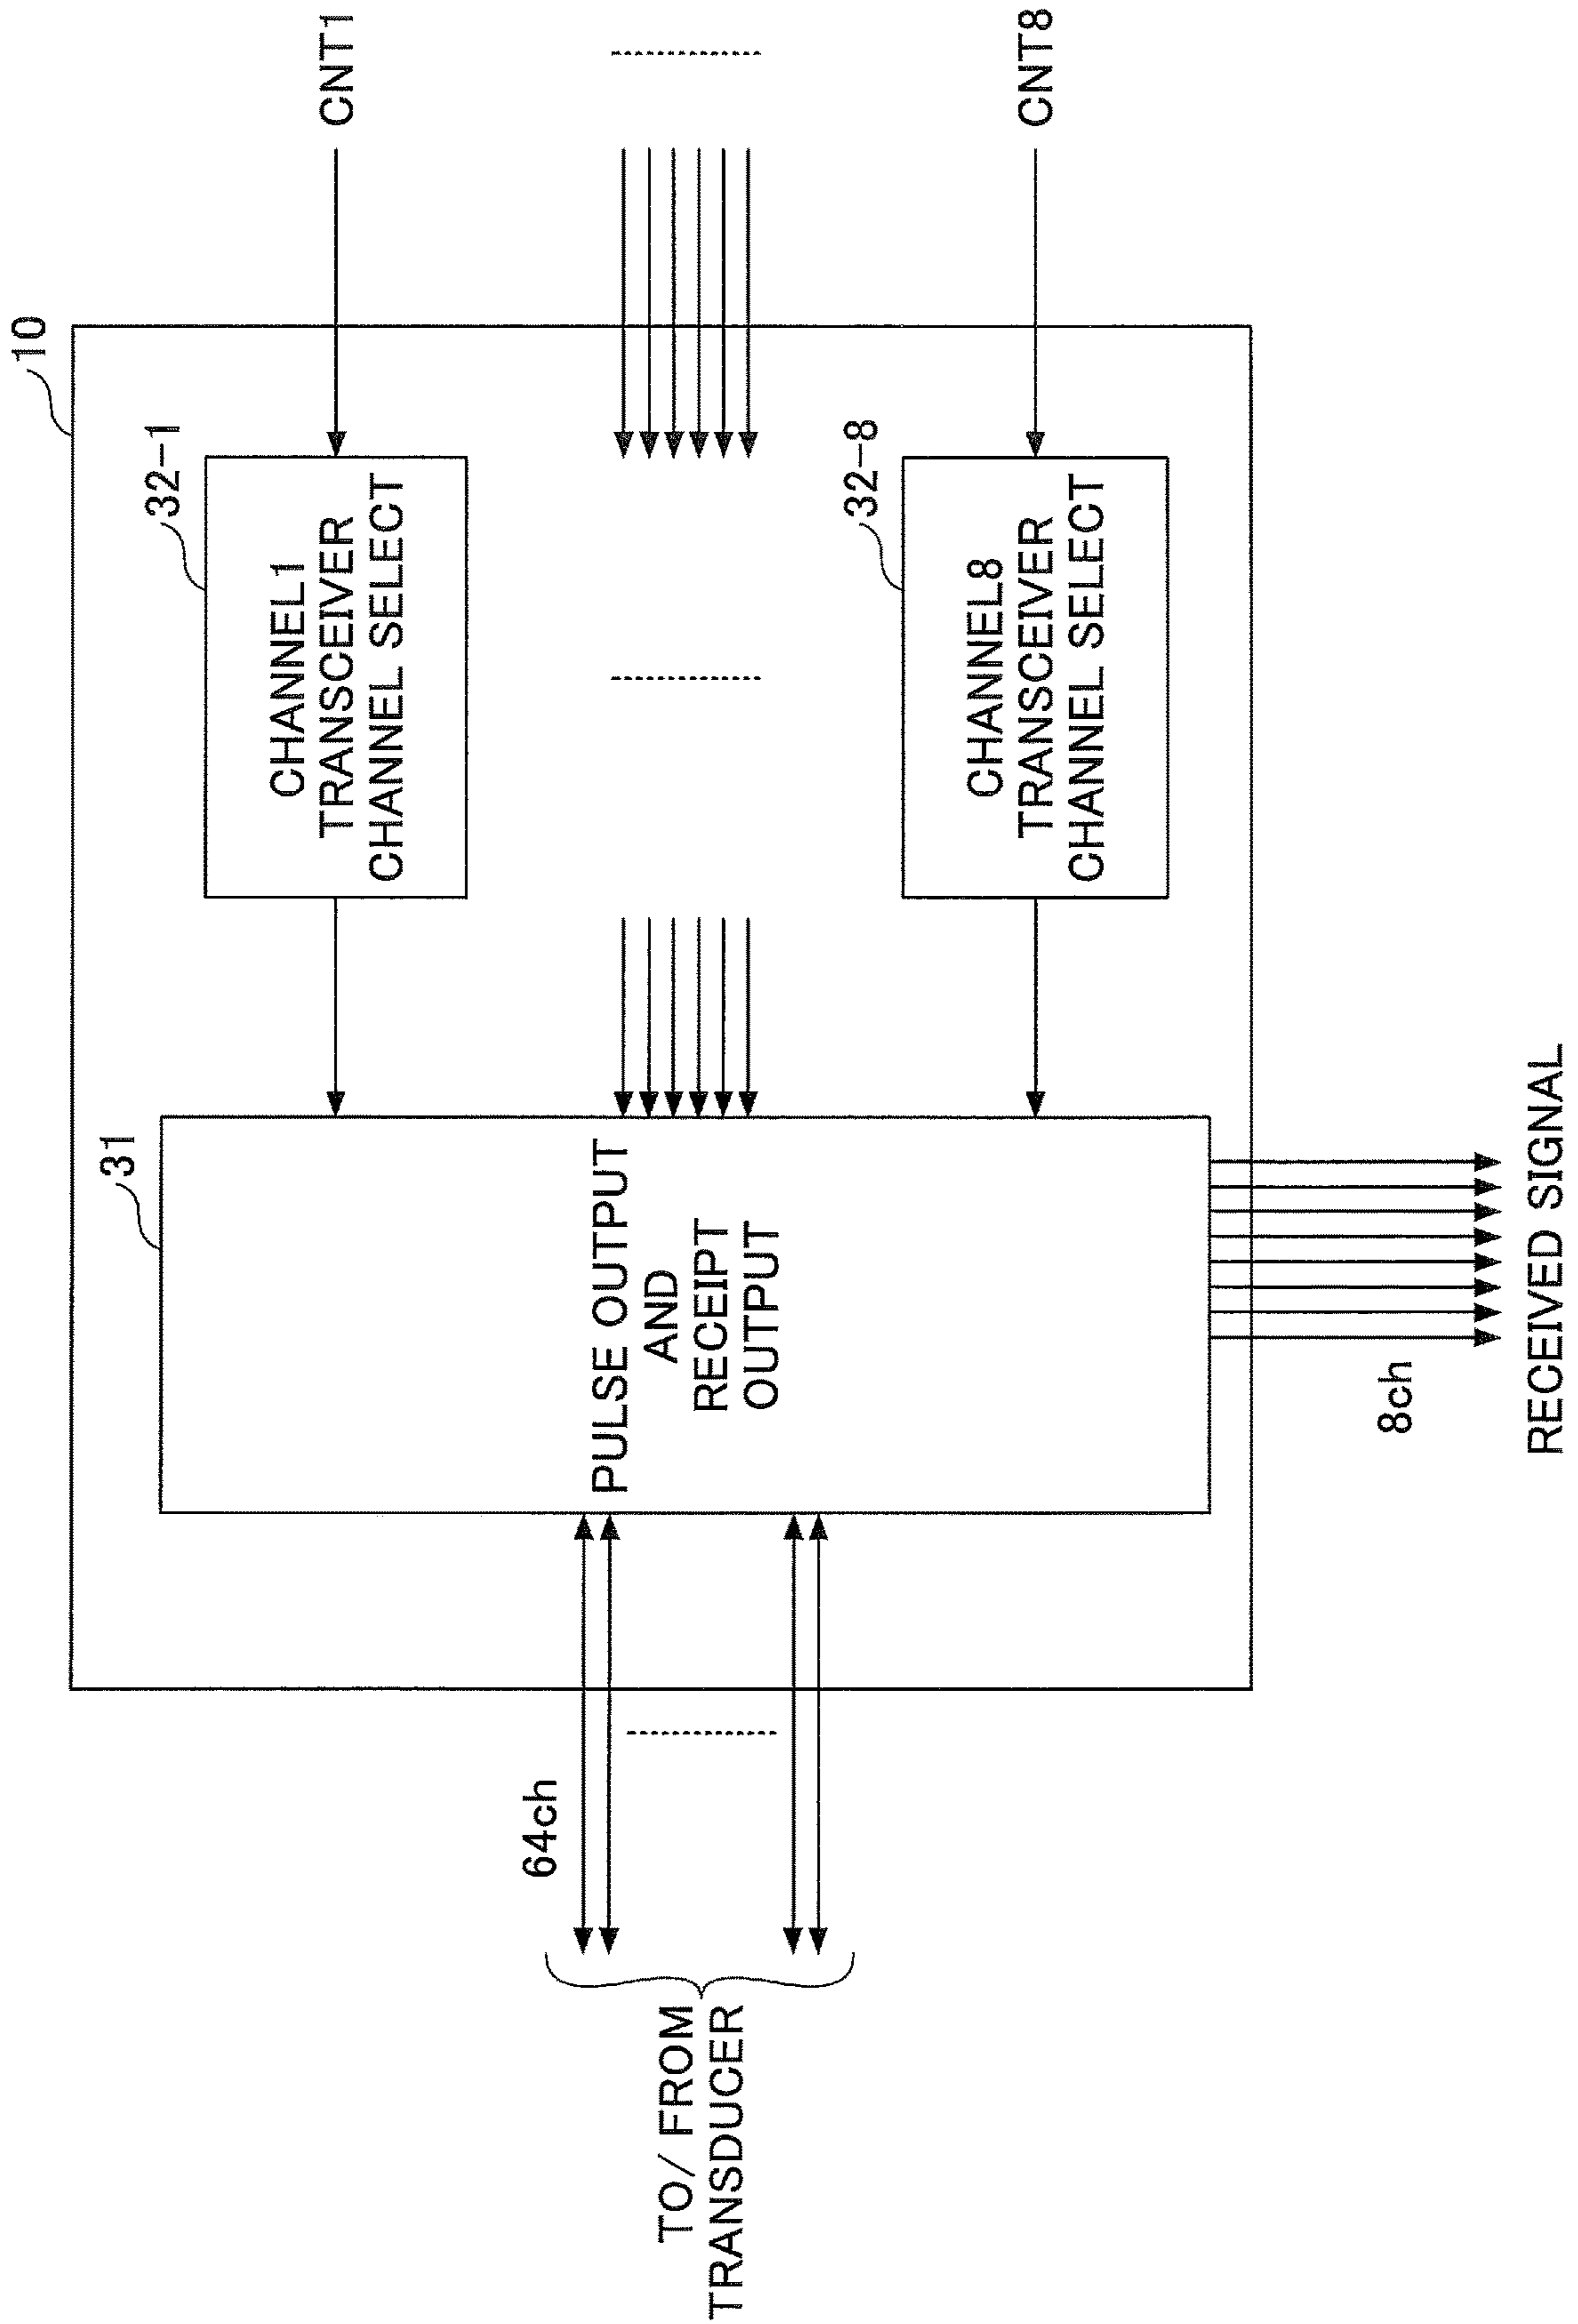 10
CNT1
32-1
CHANNEL1
TRANSCEIVER
CHANNEL SELECT
31
PULSE OUTPUT
AND
RECEIPT
OUTPUT
64ch
TO/ FROM
TRANSDUCER
32-8
CHANNEL8
TRANSCEIVER
CHANNEL SELECT
CNT8
8ch
RECEIVED SIGNAL